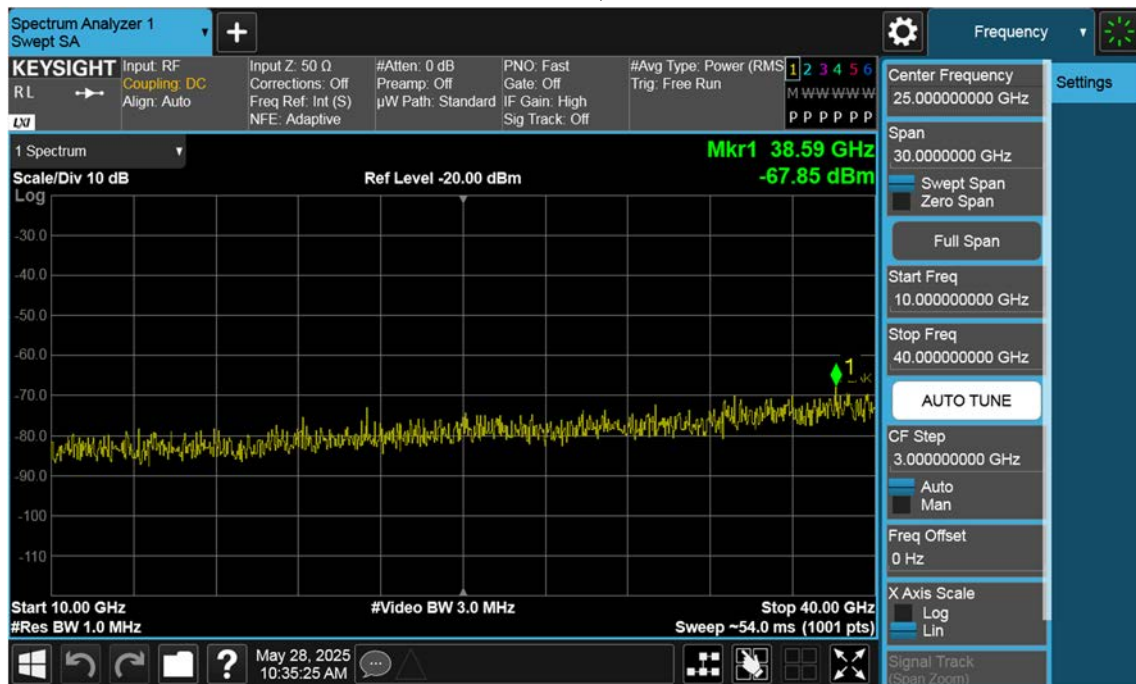 Spectrum Analyzer 1
Swept SA
+
Frequency
KEYSIGHT
RL
LXI
Input: RF
Coupling: DC
Align: Auto
Input Z: 50 Ω
Corrections: Off
Freq Ref: Int (S)
NFE: Adaptive
#Atten: 0 dB
Preamp: Off
µW Path: Standard
PNO: Fast
Gate: Off
IF Gain: High
Sig Track: Off
#Avg Type: Power (RMS
Trig: Free Run
1 2 3 4 5 6
M W W W W W
P P P P P P
1 Spectrum
Mkr1 38.59 GHz
Scale/Div 10 dB
Ref Level -20.00 dBm
-67.85 dBm
Log
-30.0
-40.0
-50.0
-60.0
-70.0
-80.0
-90.0
-100
-110
1
Start 10.00 GHz
#Video BW 3.0 MHz
Stop 40.00 GHz
#Res BW 1.0 MHz
Sweep ~54.0 ms (1001 pts)
?
May 28, 2025
10:35:25 AM
Center Frequency
25.000000000 GHz
Settings
Span
30.0000000 GHz
Swept Span
Zero Span
Full Span
Start Freq
10.000000000 GHz
Stop Freq
40.000000000 GHz
AUTO TUNE
CF Step
3.000000000 GHz
Auto
Man
Freq Offset
0 Hz
X Axis Scale
Log
Lin
Signal Track
(Span Zoom)